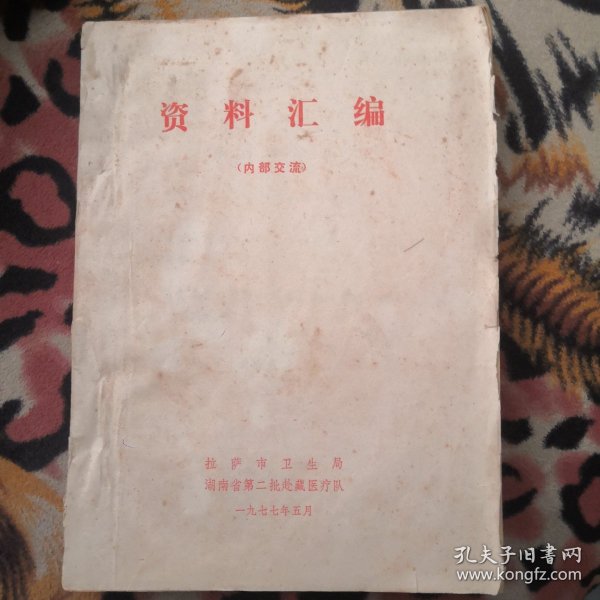 资料汇编
（内部交流）
拉萨市卫生局
湖南省第二批赴藏医疗队
一九七七年五月
孔夫子旧书网
www.kongfz.com